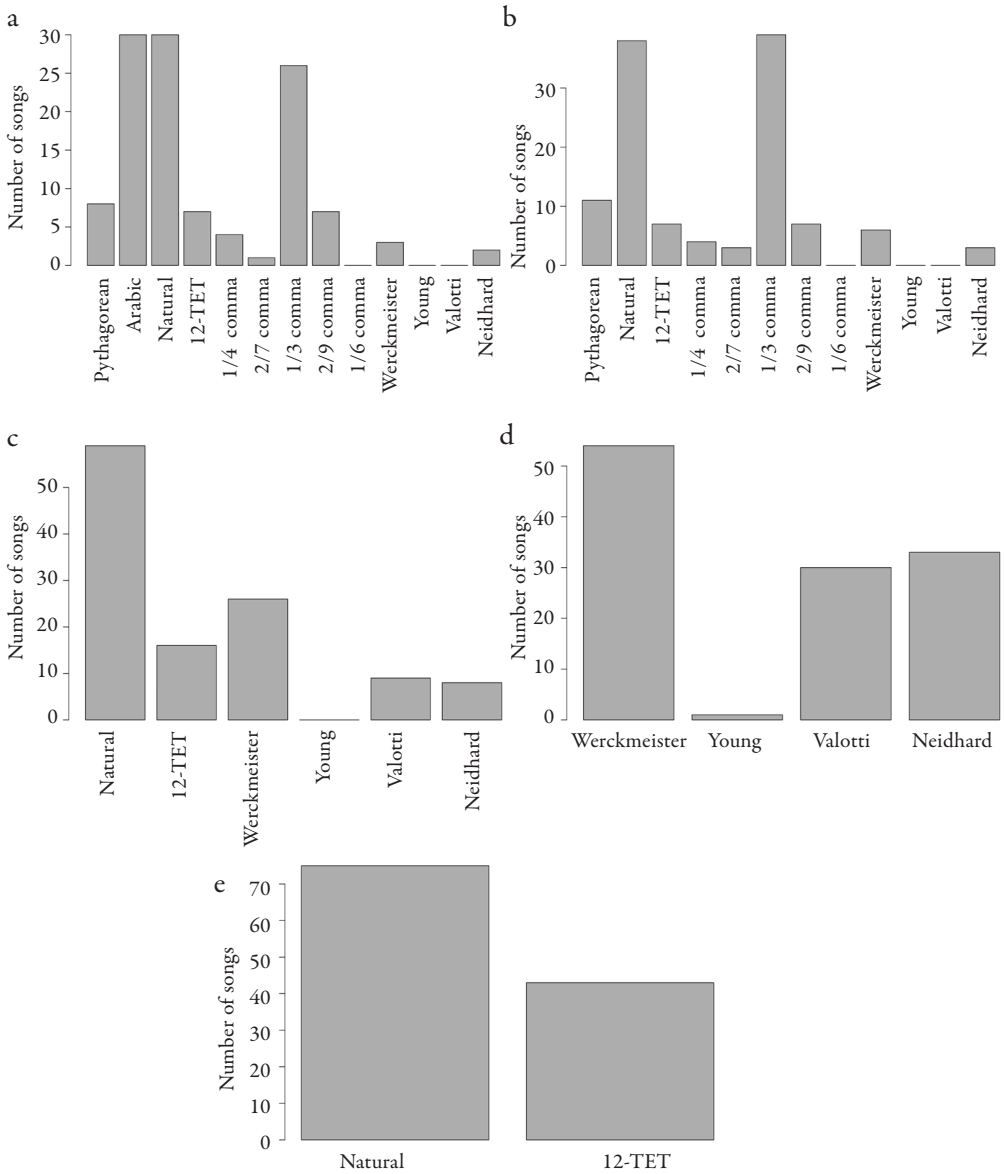 a
Number of songs
30
25
20
15
10
5
0
Pythagorean
Arabic
Natural
12-TET
1/4 comma
2/7 comma
1/3 comma
2/9 comma
1/6 comma
Werckmeister
Young
Valotti
Neidhard
b
Number of songs
30
20
10
0
Pythagorean
Natural
12-TET
1/4 comma
2/7 comma
1/3 comma
2/9 comma
1/6 comma
Werckmeister
Young
Valotti
Neidhard
c
Number of songs
50
40
30
20
10
0
Natural
12-TET
Werckmeister
Young
Valotti
Neidhard
d
Number of songs
50
40
30
20
10
0
Werckmeister
Young
Valotti
Neidhard
e
Number of songs
70
60
50
40
30
20
10
0
Natural
12-TET